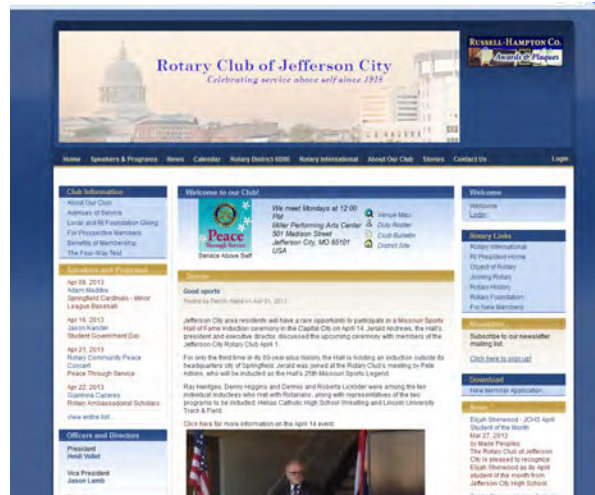 Rotary Club of Jefferson City
Celebrating service above self since 1918
RUSSELL-HAMPTON CO.
Awards & Plaques
Home Speakers & Programs News Calendar Rotary District 6080 Rotary International About Our Club Stories Contact Us Login
Club Information
About Our Club
Avenues of Service
Local and RI Foundation Giving
For Prospective Members
Benefits of Membership
The Four-Way Test
Speakers and Programs
Apr 08, 2013
Adam Maddox
Springfield Cardinals - Minor
League Baseball
Apr 16, 2013
Jason Kander
Student Government Day
Apr 21, 2013
Rotary Community Peace
Concert
Peace Through Service
Apr 22, 2013
Giannina Caceres
Rotary Ambassadorial Scholars
View entire list...
Officers and Directors
President
Heidi
Vice President
Jason Lamb
Welcome to our Club!
Peace
Through Service
Service Above Self
We meet Mondays at 12:00
PM
Miller Performing Arts Center
501 Madison Street
Jefferson City, MO 65101
USA
Venue Map
Duty Roster
Club Bulletin
District Site
Stories
Good sports
Posted by on Apr 01, 2013
Jefferson City area residents will have a rare opportunity to participate in a Missouri Sports
Hall of Fame induction ceremony in the Capital City on April 14. Jerald Andrews, the Hall's
president and executive director, discussed the upcoming ceremony with members of the
Jefferson City Rotary Club April 1.
For only the third time in its 60-year-plus history, the Hall is holding an induction outside its
headquarters city of Springfield. Jerald was joined at the Rotary Club's meeting by Pete
Adkins, who will be inducted as the Hall's 25th Missouri Sports Legend.
Ray Hentges, Denny Higgins and Dennis and Roberta Licklider were among the ten
individual inductees who met with Rotarians, along with representatives of the two
programs to be included: Helias Catholic High School Wrestling and Lincoln University
Track & Field.
Click here for more information on the April 14 event.
Welcome
Welcome
Login
Rotary Links
Rotary International
RI President Home
Object of Rotary
Joining Rotary
Rotary History
Rotary Foundation
For New Members
Newsletter
Subscribe to our newsletter
mailing list.
Click here to sign up!
Download
New Member Application
News
Elijah Sherwood - JCHS April
Student of the Month
Mar 27, 2013
by Marie Peoples
The Rotary Club of Jefferson
City is pleased to recognize
Elijah Sherwood as its April
student of the month from
Jefferson City High School.